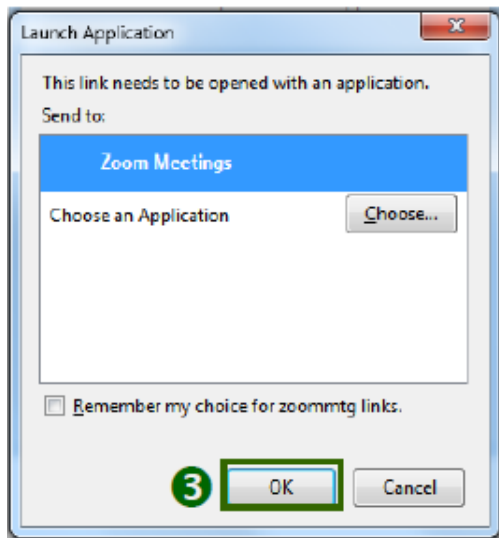 Launch Application
This link needs to be opened with an application.
Send to:
Zoom Meetings
Choose an Application
Choose...
Remember my choice for zoommtg links.
3 OK Cancel